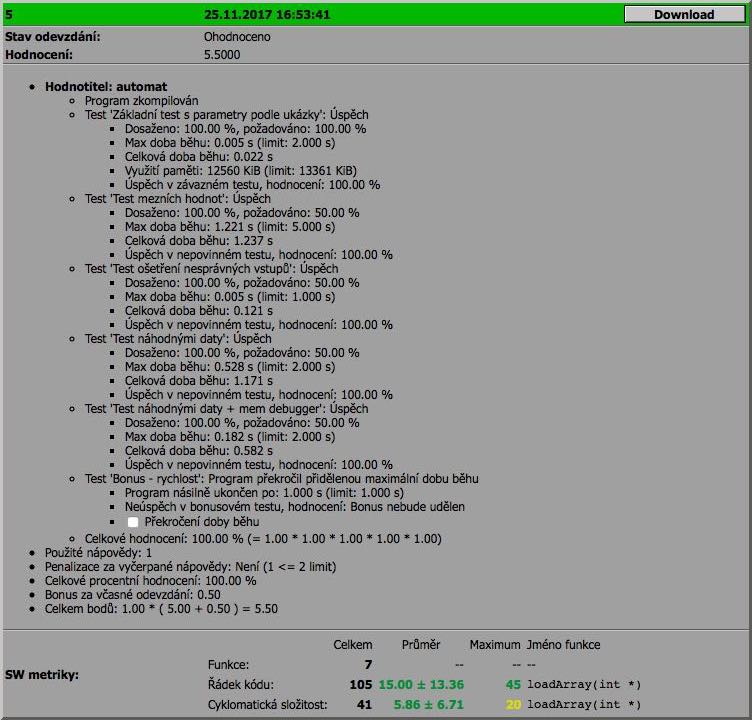 5 25.11.2017 16:53:41 Download
Stav odevzdání: Ohodnoceno
Hodnocení: 5.5000
Hodnotitel: automat
Program zkompilován
Test 'Základní test s parametry podle ukázky': Úspěch
Dosaženo: 100.00 %, požadováno: 100.00 %
Max doba běhu: 0.005 s (limit: 2.000 s)
Celková doba běhu: 0.022 s
Využití paměti: 12560 KiB (limit: 13361 KiB)
Úspěch v závazném testu, hodnocení: 100.00 %
Test 'Test mezních hodnot': Úspěch
Dosaženo: 100.00 %, požadováno: 50.00 %
Max doba běhu: 1.221 s (limit: 5.000 s)
Celková doba běhu: 1.237 s
Úspěch v nepovinném testu, hodnocení: 100.00 %
Test 'Test ošetření nesprávných vstupů': Úspěch
Dosaženo: 100.00 %, požadováno: 50.00 %
Max doba běhu: 0.005 s (limit: 1.000 s)
Celková doba běhu: 0.121 s
Úspěch v nepovinném testu, hodnocení: 100.00 %
Test 'Test náhodnými daty': Úspěch
Dosaženo: 100.00 %, požadováno: 50.00 %
Max doba běhu: 0.528 s (limit: 2.000 s)
Celková doba běhu: 1.171 s
Úspěch v nepovinném testu, hodnocení: 100.00 %
Test 'Test náhodnými daty + mem debugger': Úspěch
Dosaženo: 100.00 %, požadováno: 50.00 %
Max doba běhu: 0.182 s (limit: 2.000 s)
Celková doba běhu: 0.582 s
Úspěch v nepovinném testu, hodnocení: 100.00 %
Test 'Bonus - rychlost': Program překročil přidělenou maximální dobu běhu
Program násilně ukončen po: 1.000 s (limit: 1.000 s)
Neúspěch v bonusovém testu, hodnocení: Bonus nebude udělen
Překročení doby běhu
Celkové hodnocení: 100.00 % (= 1.00 * 1.00 * 1.00 * 1.00 * 1.00)
Použité nápovědy: 1
Penalizace za vyčerpané nápovědy: Není (1 <= 2 limit)
Celkové procentní hodnocení: 100.00 %
Bonus za včasné odevzdání: 0.50
Celkem bodů: 1.00 * ( 5.00 + 0.50 ) = 5.50
Celkem Průměr Maximum Jméno funkce
SW metriky:
Funkce: 7 -- -- --
Řádek kódu: 105 15.00 ± 13.36 45 loadArray(int *)
Cyklomatická složitost: 41 5.86 ± 6.71 20 loadArray(int *)